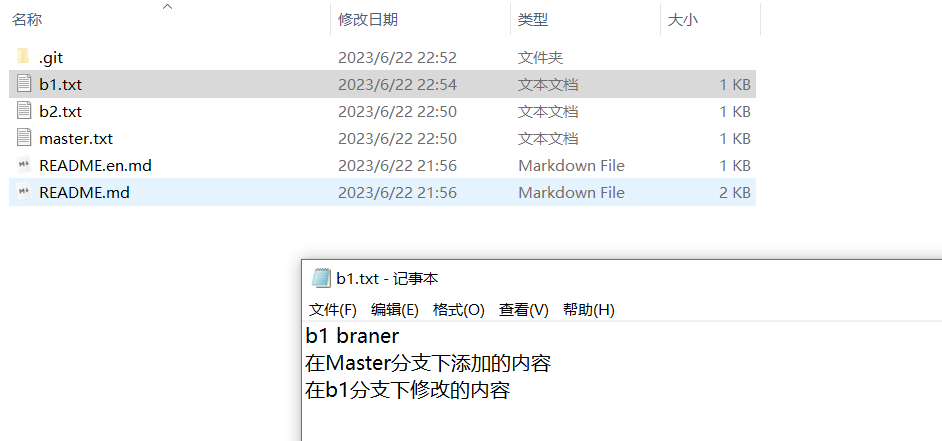 名称 修改日期 类型 大小
.git 2023/6/22 22:52 文件夹
b1.txt 2023/6/22 22:54 文本文档 1 KB
b2.txt 2023/6/22 22:50 文本文档 1 KB
master.txt 2023/6/22 22:50 文本文档 1 KB
README.en.md 2023/6/22 21:56 Markdown File 1 KB
README.md 2023/6/22 21:56 Markdown File 2 KB
b1.txt - 记事本
文件(F) 编辑(E) 格式(O) 查看(V) 帮助(H)
b1 braner
在Master分支下添加的内容
在b1分支下修改的内容